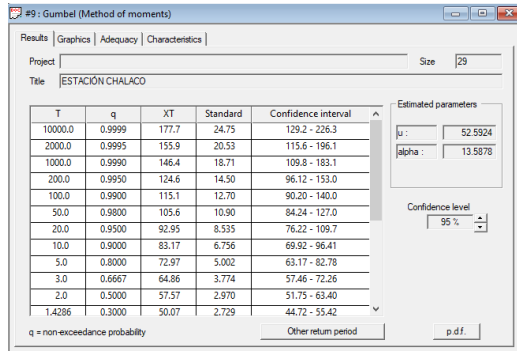 #9 : Gumbel (Method of moments)
Results Graphics Adequacy Characteristics
Project Size 29
Title ESTACIÓN CHALACO
T q XT Standard Confidence interval
10000.0 0.9999 177.7 24.75 129.2 - 226.3
2000.0 0.9995 155.9 20.53 115.6 - 196.1
1000.0 0.9990 146.4 18.71 109.8 - 183.1
200.0 0.9950 124.6 14.50 96.12 - 153.0
100.0 0.9900 115.1 12.70 90.20 - 140.0
50.0 0.9800 105.6 10.90 84.24 - 127.0
20.0 0.9500 92.95 8.535 76.22 - 109.7
10.0 0.9000 83.17 6.756 69.92 - 96.41
5.0 0.8000 72.97 5.002 63.17 - 82.78
3.0 0.6667 64.86 3.774 57.46 - 72.26
2.0 0.5000 57.57 2.970 51.75 - 63.40
1.4286 0.3000 50.07 2.729 44.72 - 55.42
Estimated parameters
u : 52.5924
alpha : 13.5878
Confidence level
95 %
q = non-exceedance probability
Other return period
p.d.f.